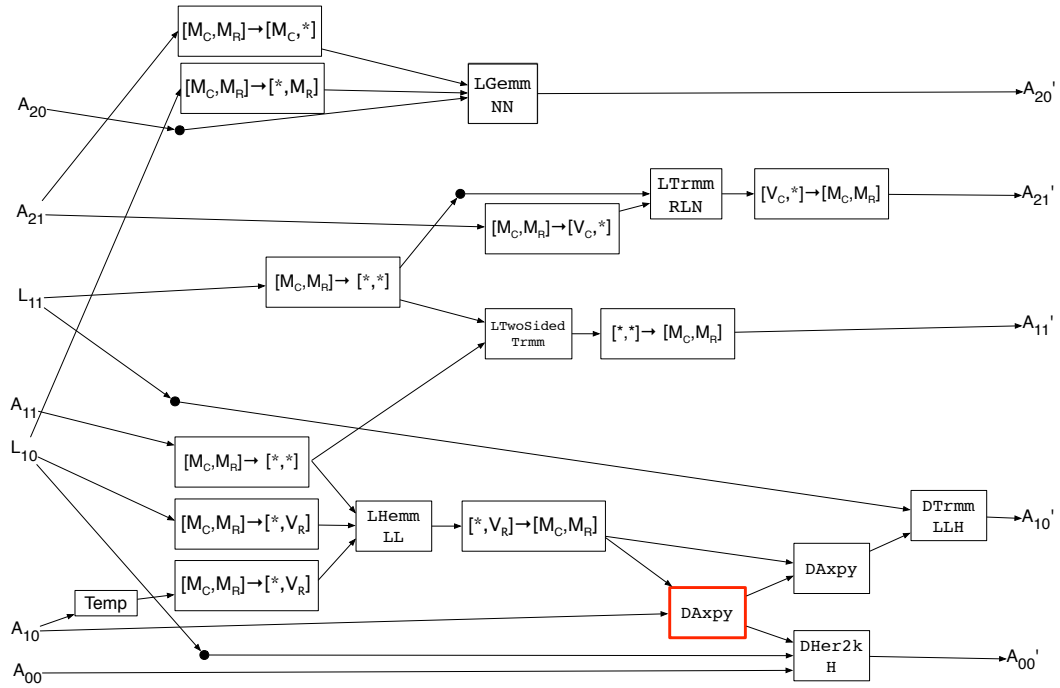 [M_C,M_R]→[M_C,*]
[M_C,M_R]→[*,M_R]
LGemm
NN
A_20
A_20'
LTrmm
RLN
[V_C,*]→[M_C,M_R]
A_21'
A_21
[M_C,M_R]→[V_C,*]
[M_C,M_R]→ [*,*]
L_11
LTwoSided
Trmm
[*,*]→ [M_C,M_R]
A_11'
A_11
L_10
[M_C,M_R]→ [*,*]
[M_C,M_R]→[*,V_R]
LHemm
LL
[*,V_R]→[M_C,M_R]
DTrmm
LLH
A_10'
DAxpy
[M_C,M_R]→[*,V_R]
Temp
DAxpy
A_10
DHer2k
H
A_00'
A_00